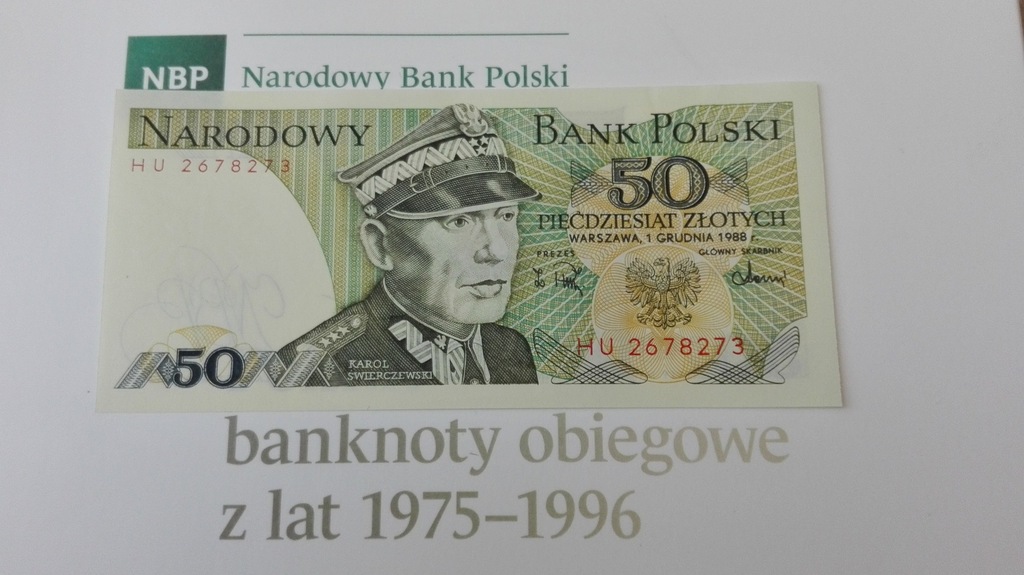 NBP Narodowy Bank Polski
NARODOWY BANK POLSKI
HU 2678273
50
PIĘĆDZIESIĄT ZŁOTYCH
WARSZAWA, 1 GRUDNIA 1988 r.
PREZES GŁÓWNY SKARBNIK
HU 2678273
50
KAROL
ŚWIERCZEWSKI
banknoty obiegowe
z lat 1975–1996